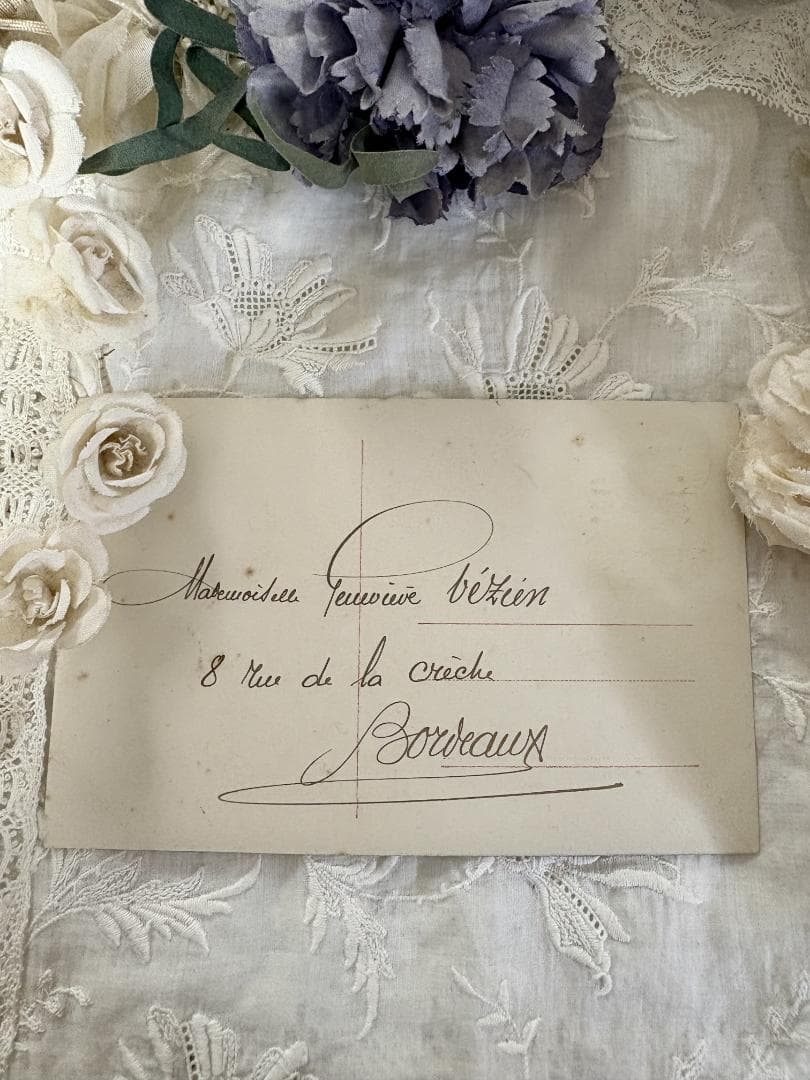 Mademoiselle Geneviève Vézien
8 rue de la crèche
Bordeaux